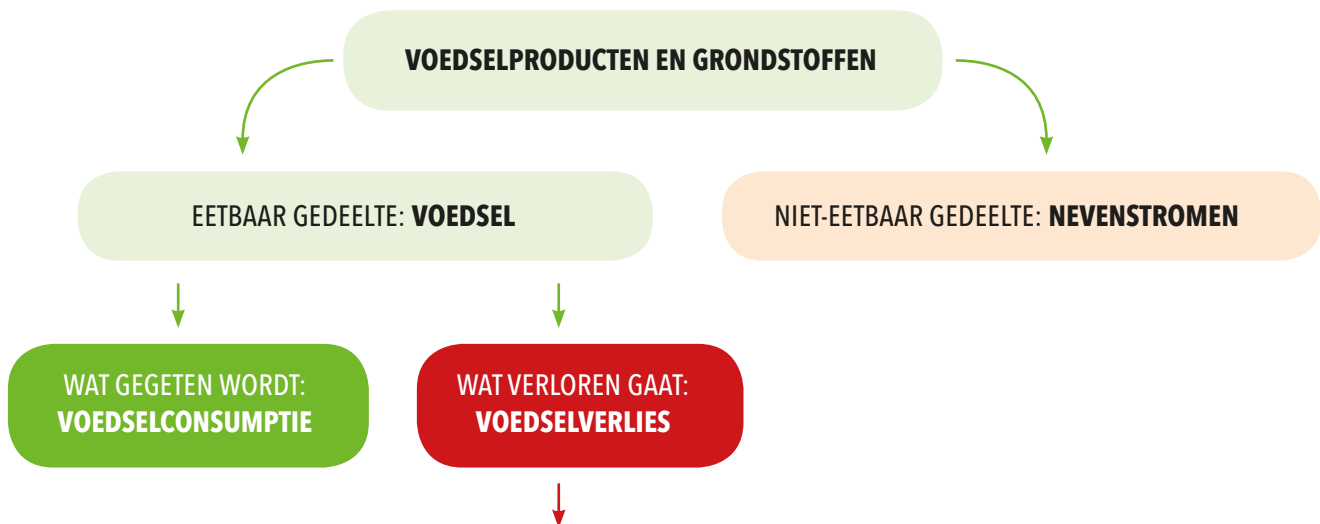 VOEDSELPRODUCTEN EN GRONDSTOFFEN
EETBAAR GEDEELTE: VOEDSEL
NIET-EETBAAR GEDEELTE: NEVENSTROMEN
WAT GEGETEN WORDT:
VOEDSELCONSUMPTIE
WAT VERLOREN GAAT:
VOEDSELVERLIES